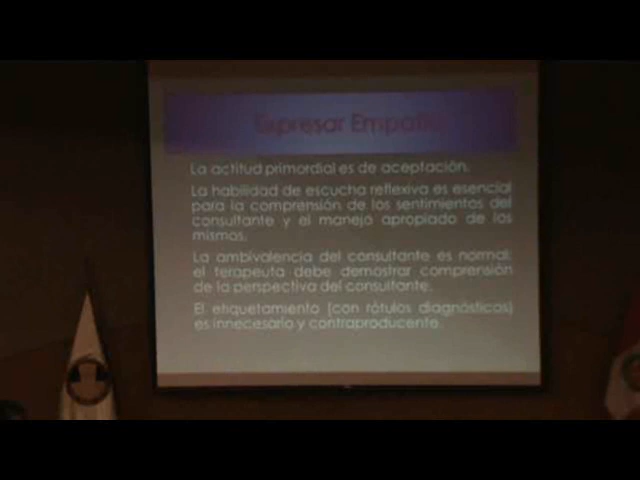 Expresar Empatía
La actitud primordial es de aceptación.
La habilidad de escucha reflexiva es esencial
para la comprensión de los sentimientos del
consultante y el manejo apropiado de los
mismos.
La ambivalencia del consultante es normal;
el terapeuta debe demostrar comprensión
de la perspectiva del consultante.
El etiquetamiento (con rótulos diagnósticos)
es innecesario y contraproducente.